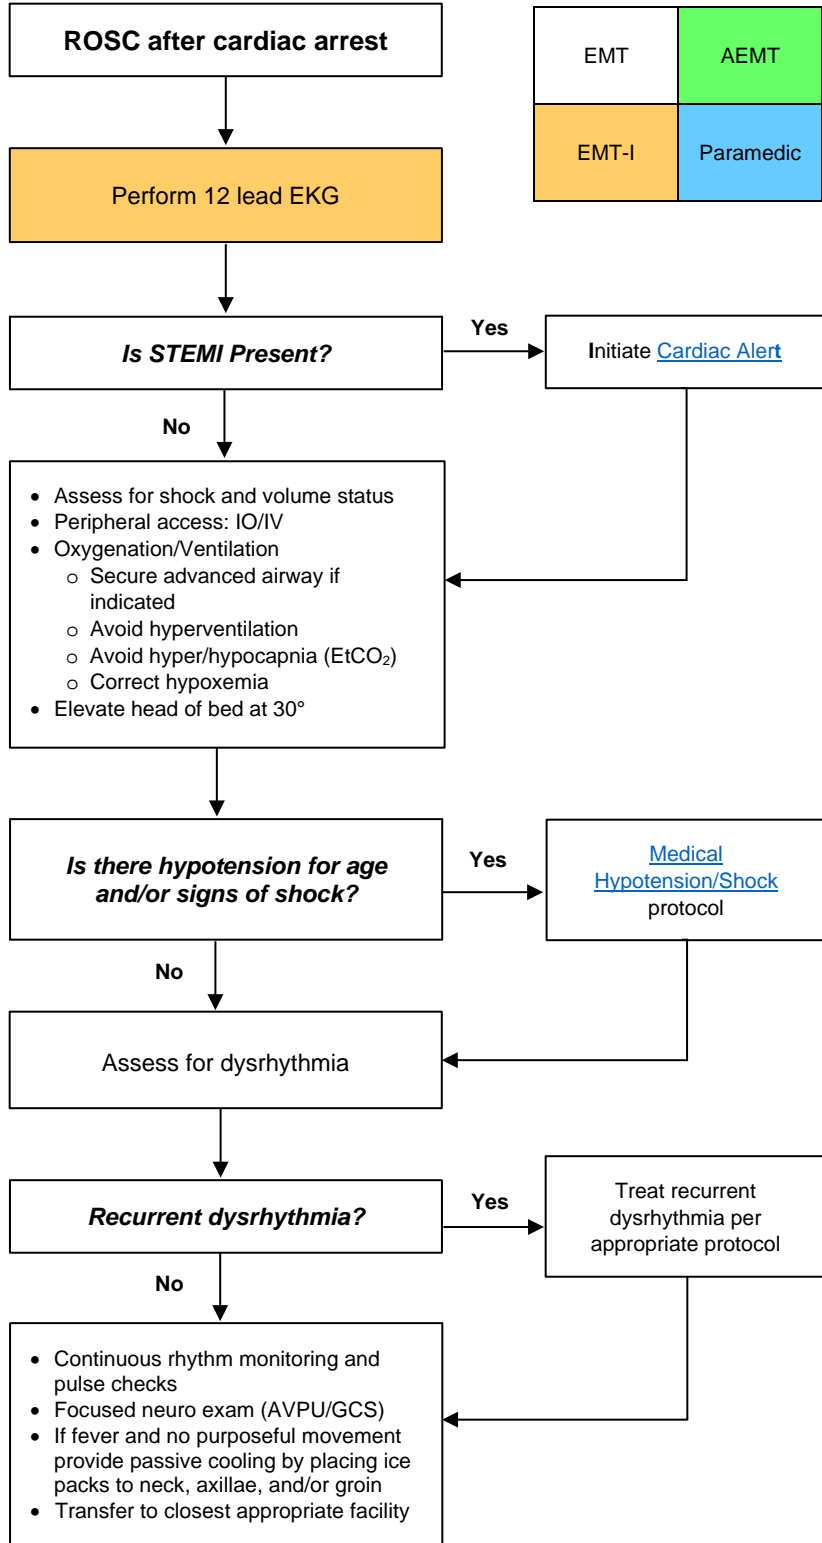 ROSC after cardiac arrest
EMT
AEMT
EMT-I
Paramedic
Perform 12 lead EKG
Is STEMI Present?
Yes
Initiate Cardiac Alert
No
• Assess for shock and volume status
• Peripheral access: IO/IV
• Oxygenation/Ventilation
o Secure advanced airway if
indicated
o Avoid hyperventilation
o Avoid hyper/hypocapnia (EtCO₂)
o Correct hypoxemia
• Elevate head of bed at 30°
Is there hypotension for age
and/or signs of shock?
Yes
Medical
Hypotension/Shock
protocol
No
Assess for dysrhythmia
Recurrent dysrhythmia?
Yes
Treat recurrent
dysrhythmia per
appropriate protocol
No
• Continuous rhythm monitoring and
pulse checks
• Focused neuro exam (AVPU/GCS)
• If fever and no purposeful movement
provide passive cooling by placing ice
packs to neck, axillae, and/or groin
• Transfer to closest appropriate facility